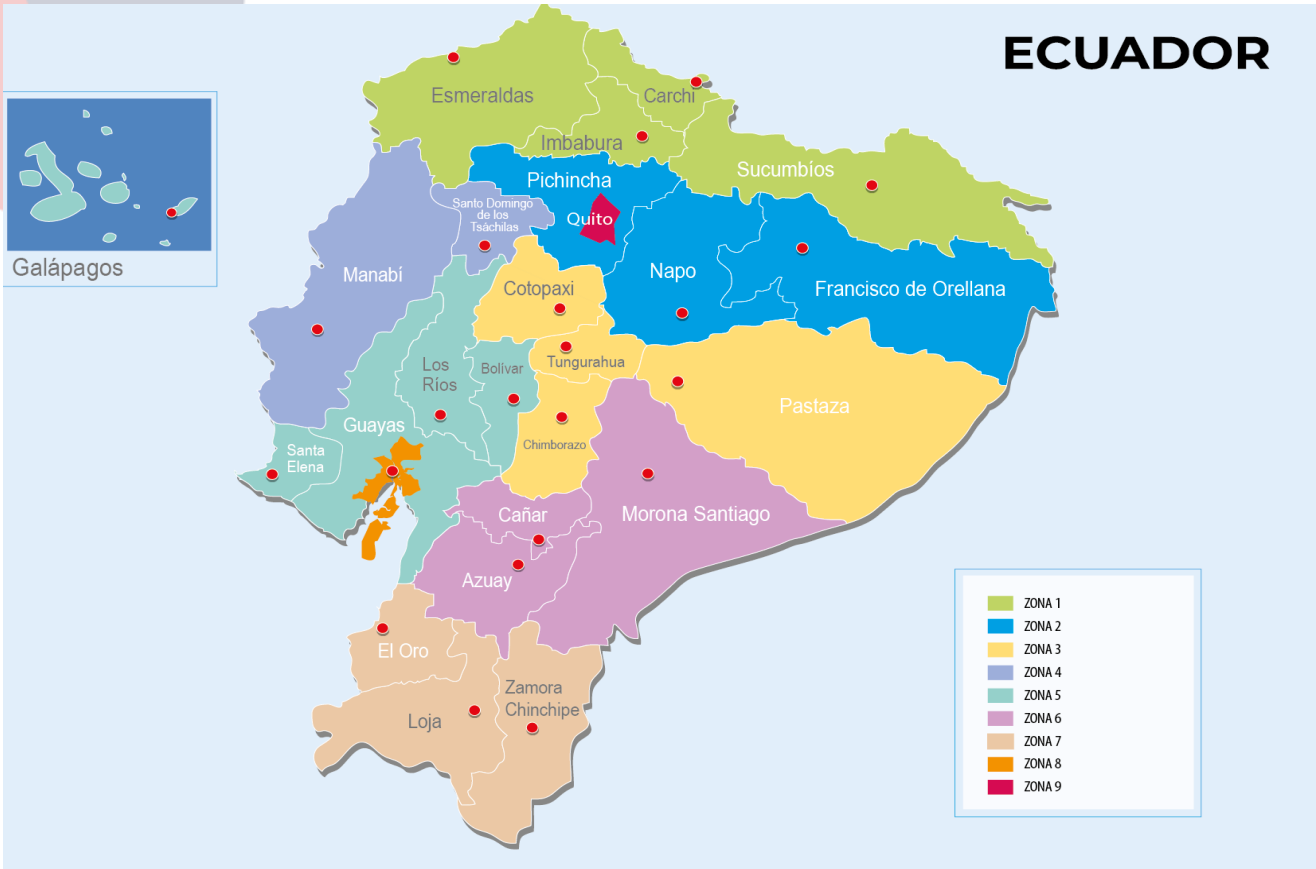 ECUADOR
Esmeraldas
Carchi
Imbabura
Sucumbíos
Pichincha
Santo Domingo
de los
Tsáchilas
Quito
Galápagos
Manabí
Napo
Cotopaxi
Francisco de Orellana
Los
Ríos
Bolívar
Tungurahua
Pastaza
Guayas
Chimborazo
Santa
Elena
Cañar
Morona Santiago
Azuay
El Oro
Zamora
Chinchipe
Loja
ZONA 1
ZONA 2
ZONA 3
ZONA 4
ZONA 5
ZONA 6
ZONA 7
ZONA 8
ZONA 9